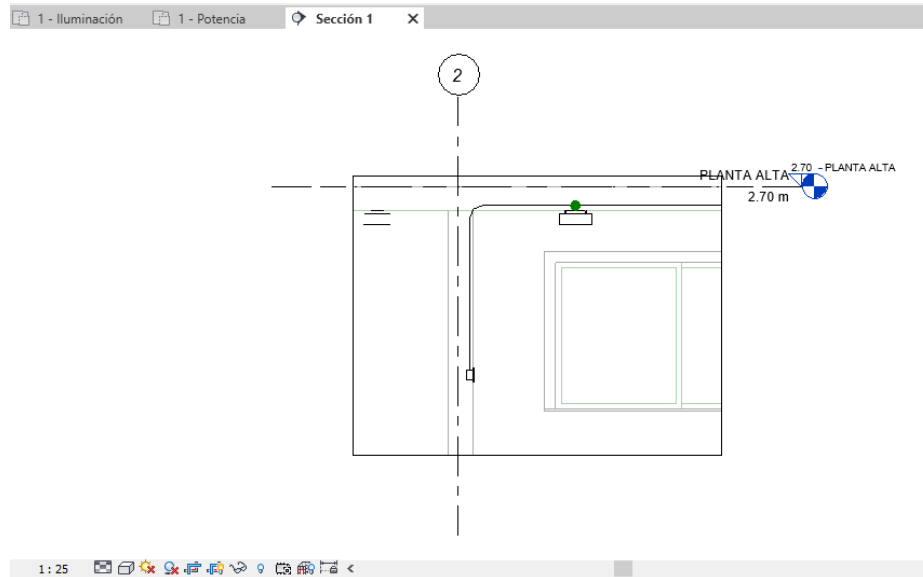 1 - Iluminación
1 - Potencia
Sección 1
2
PLANTA ALTA
2.70 - PLANTA ALTA
2.70 m
1 : 25